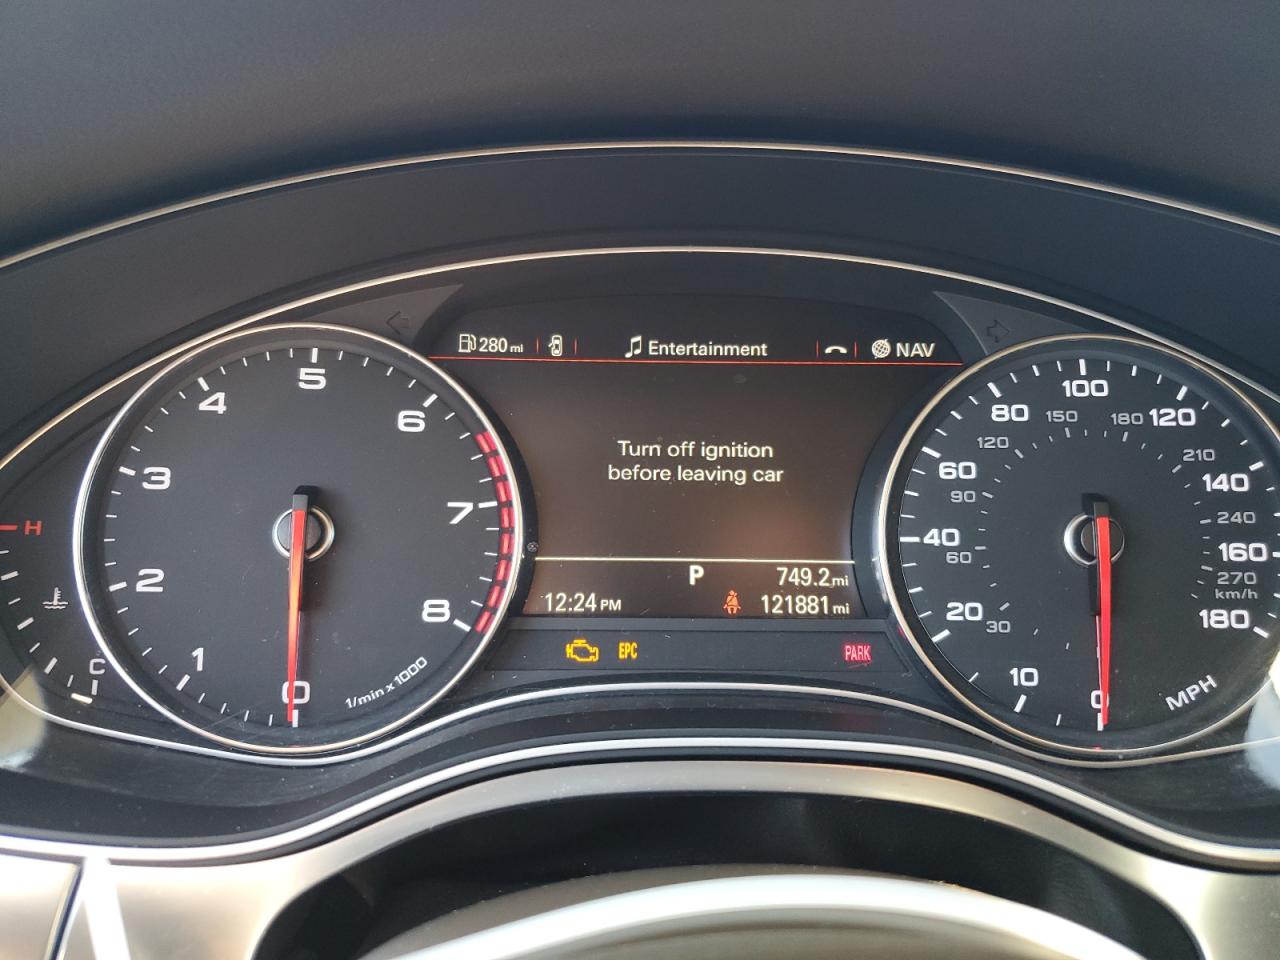 280 mi
Entertainment
NAV
Turn off ignition
before leaving car
P
749.2 mi
12:24 PM
121881 mi
EPC
PARK
H
C
0
1
2
3
4
5
6
7
8
1/min x 1000
0
10
20
40
60
80
100
120
140
160
180
MPH
30
60
90
120
150
180
210
240
270
km/h